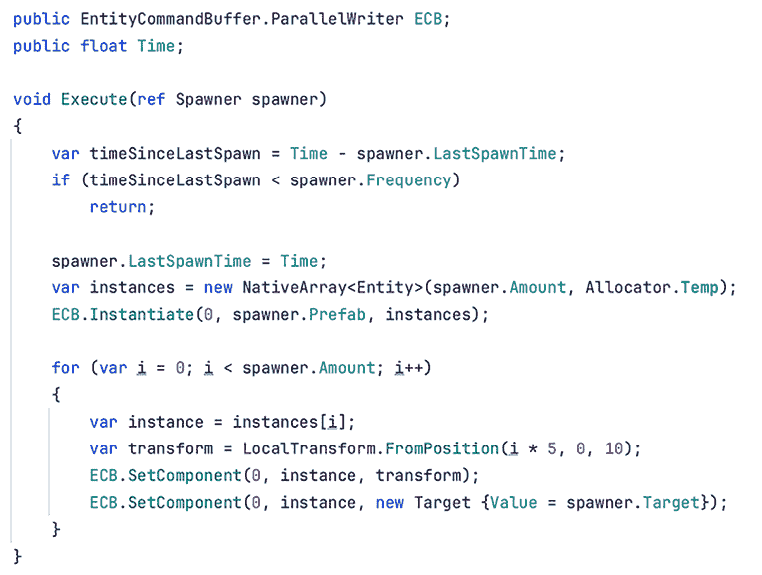 public EntityCommandBuffer.ParallelWriter ECB;
public float Time;
void Execute(ref Spawner spawner)
{
var timeSinceLastSpawn = Time - spawner.LastSpawnTime;
if (timeSinceLastSpawn < spawner.Frequency)
return;
spawner.LastSpawnTime = Time;
var instances = new NativeArray<Entity>(spawner.Amount, Allocator.Temp);
ECB.Instantiate(0, spawner.Prefab, instances);
for (var i = 0; i < spawner.Amount; i++)
{
var instance = instances[i];
var transform = LocalTransform.FromPosition(i * 5, 0, 10);
ECB.SetComponent(0, instance, transform);
ECB.SetComponent(0, instance, new Target {Value = spawner.Target});
}
}